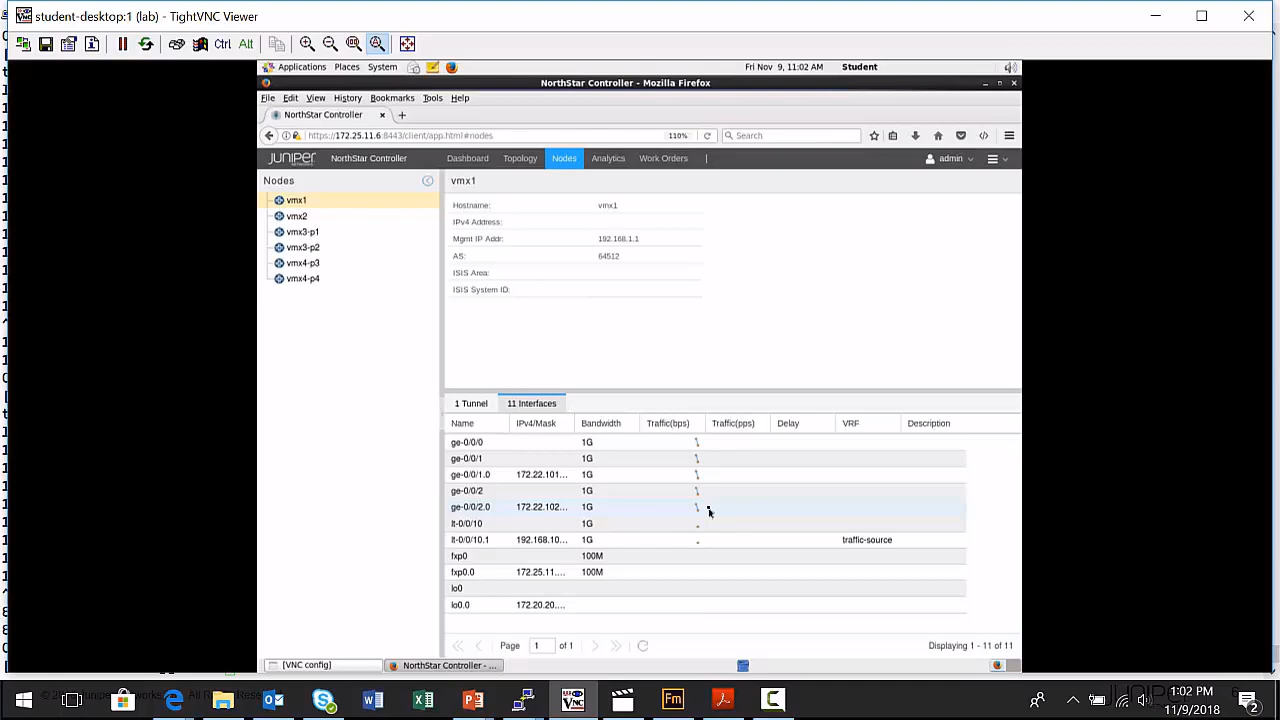 student-desktop:1 (lab) - TightVNC Viewer
Ctrl Alt
Applications Places System Fri Nov 9, 11:02 AM Student
NorthStar Controller - Mozilla Firefox
File Edit View History Bookmarks Tools Help
NorthStar Controller
https://172.25.11.6:8443/client/app.html#nodes 110% Search
JUNIPER NorthStar Controller Dashboard Topology Nodes Analytics Work Orders admin
Nodes
vmx1
vmx2
vmx3-p1
vmx3-p2
vmx4-p3
vmx4-p4
vmx1
Hostname: vmx1
IPv4 Address:
Mgmt IP Addr: 192.168.1.1
AS: 64512
ISIS Area:
ISIS System ID:
1 Tunnel 11 Interfaces
Name IPv4/Mask Bandwidth Traffic(bps) Traffic(pps) Delay VRF Description
ge-0/0/0 1G
ge-0/0/1 1G
ge-0/0/1.0 172.22.101... 1G
ge-0/0/2 1G
ge-0/0/2.0 172.22.102... 1G
lt-0/0/10 1G
lt-0/0/10.1 192.168.10... 1G traffic-source
fxp0 100M
fxp0.0 172.25.11.... 100M
lo0
lo0.0 172.20.20....
Page 1 of 1 Displaying 1 - 11 of 11
[VNC config] NorthStar Controller - ...
1:02 PM
11/9/2018
2